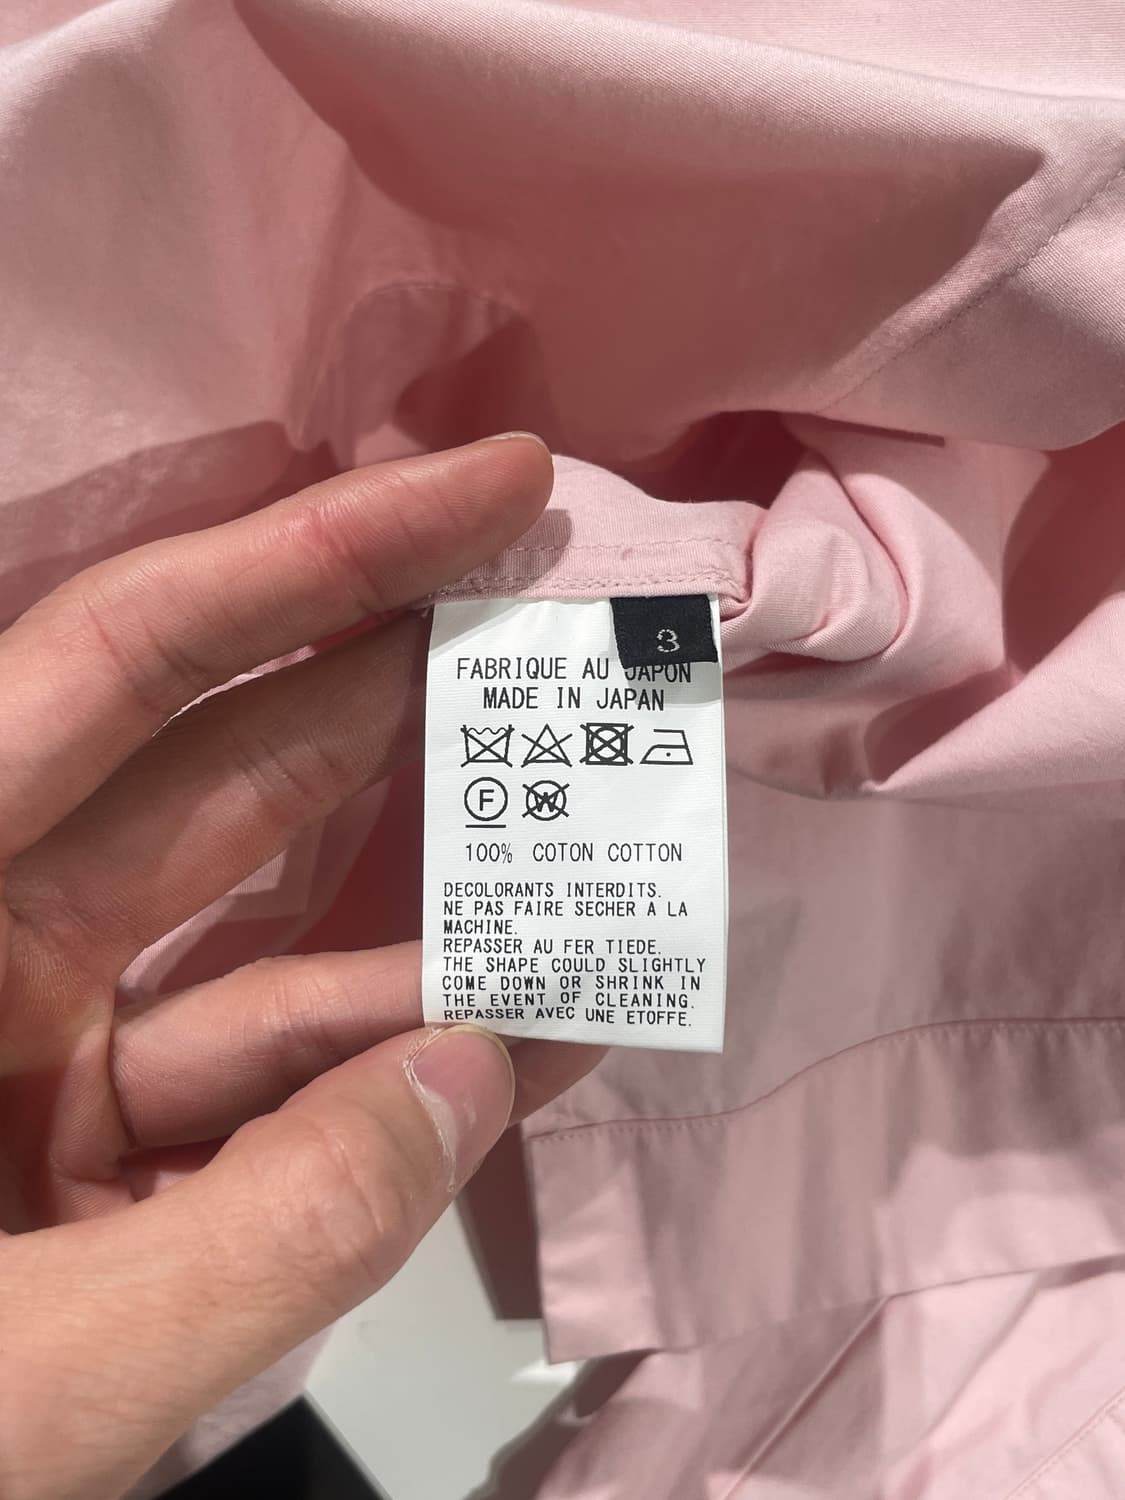 3
FABRIQUE AU JAPON
MADE IN JAPAN
F W
100% COTON COTTON
DECOLORANTS INTERDITS.
NE PAS FAIRE SECHER A LA
MACHINE.
REPASSER AU FER TIEDE.
THE SHAPE COULD SLIGHTLY
COME DOWN OR SHRINK IN
THE EVENT OF CLEANING.
REPASSER AVEC UNE ETOFFE.